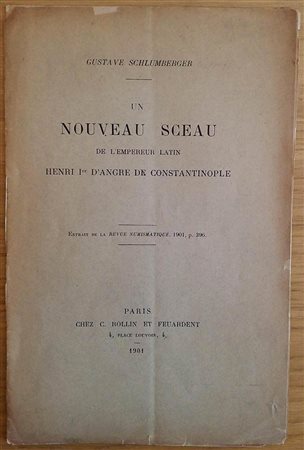 GUSTAVE SCHLUMBERGER
UN
NOUVEAU SCEAU
DE L'EMPEREUR LATIN
HENRI Ier D'ANGRE DE CONSTANTINOPLE
EXTRAIT DE LA REVUE NUMISMATIQUE, 1901, p. 396.
PARIS
CHEZ C. ROLLIN ET FEUARDENT
4, PLACE LOUVOIS, 4,
1901